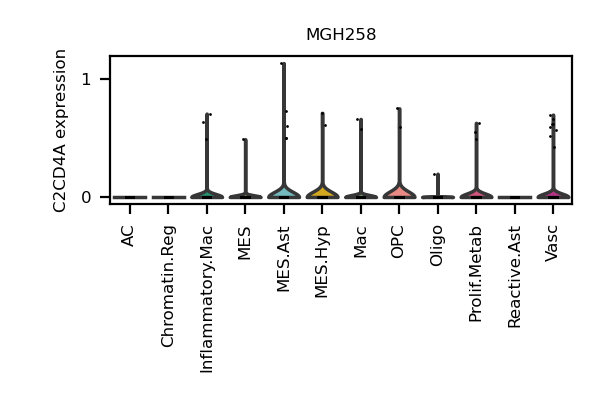 MGH258
C2CD4A expression
1
0
AC
Chromatin.Reg
Inflammatory.Mac
MES
MES.Ast
MES.Hyp
Mac
OPC
Oligo
Prolif.Metab
Reactive.Ast
Vasc